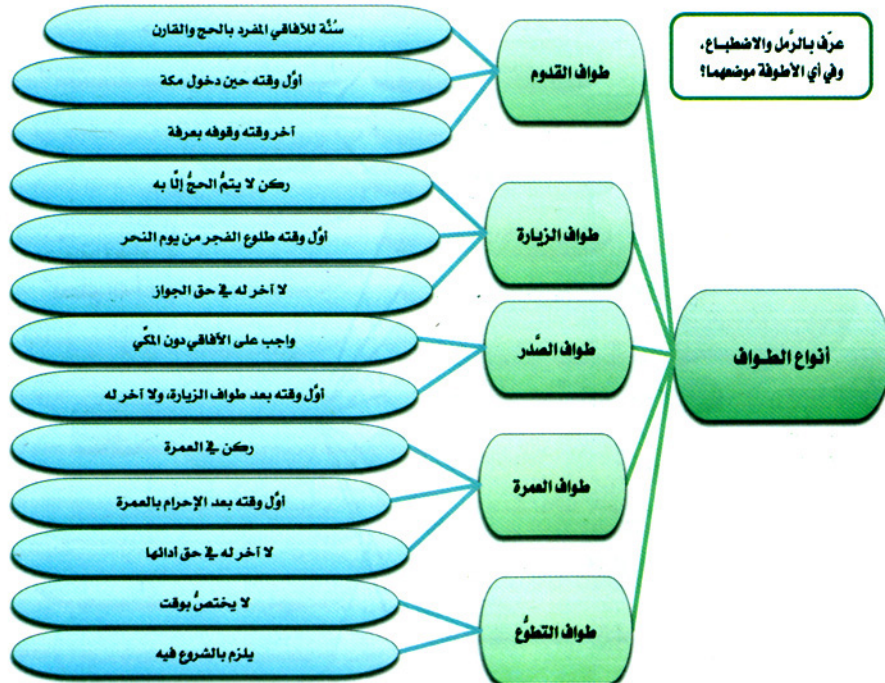 عرّف بالرَّمل والاضطباع،
وفي أي الأطوفة موضعهما؟
أنواع الطواف
طواف القدوم
سُنَّة للآفاقي المفرد بالحج والقارن
أوَّل وقته حين دخول مكة
آخر وقته وقوفه بعرفة
طواف الزيارة
ركن لا يتمُّ الحجُّ إلَّا به
أوَّل وقته طلوع الفجر من يوم النحر
لا آخر له في حق الجواز
طواف الصَّدر
واجب على الآفاقي دون المكِّي
أوَّل وقته بعد طواف الزيارة، ولا آخر له
طواف العمرة
ركن في العمرة
أوَّل وقته بعد الإحرام بالعمرة
لا آخر له في حق أدائها
طواف التطوُّع
لا يختصُّ بوقت
يلزم بالشروع فيه